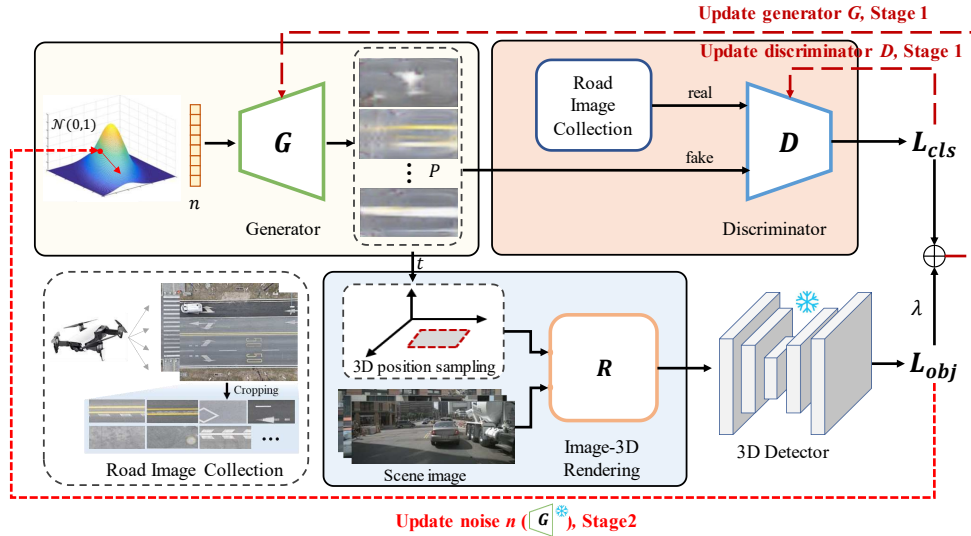 Update generator G, Stage 1
Update discriminator D, Stage 1
𝒩(0,1)
n
G
Generator
P
Road
Image
Collection
real
fake
D
Discriminator
L_cls
t
3D position sampling
Scene image
R
Image-3D
Rendering
3D Detector
λ
L_obj
Cropping
Road Image Collection
Update noise n (G), Stage2